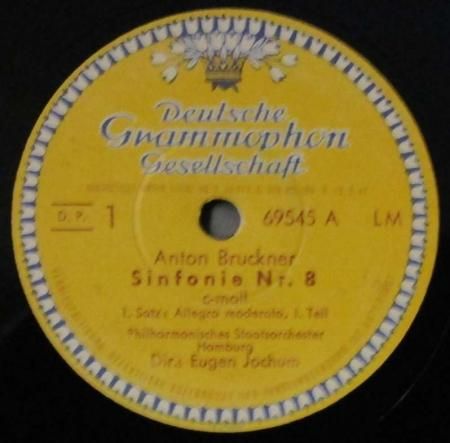 Deutsche
Grammophon
Gesellschaft
D.P. 1 69545 A LM
Anton Bruckner
Sinfonie Nr. 8
c-moll
1. Satz: Allegro moderato, 1. Teil
Philharmonisches Staatsorchester
Hamburg
Dir.: Eugen Jochum